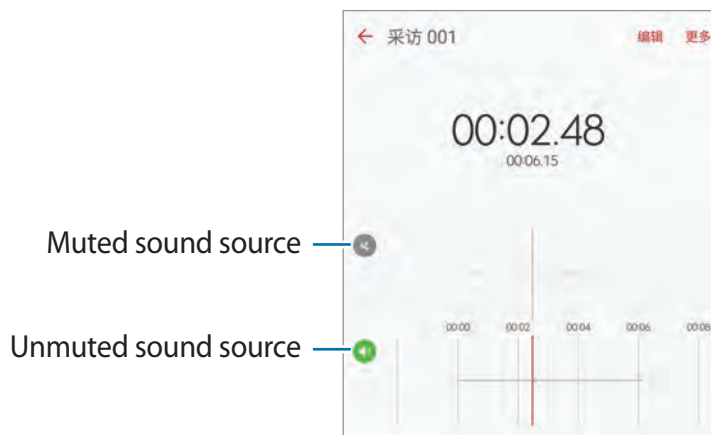 采访 001
编辑 更多
00:02.48
00:06.15
Muted sound source
00:00 00:02 00:04 00:06 00:08
Unmuted sound source